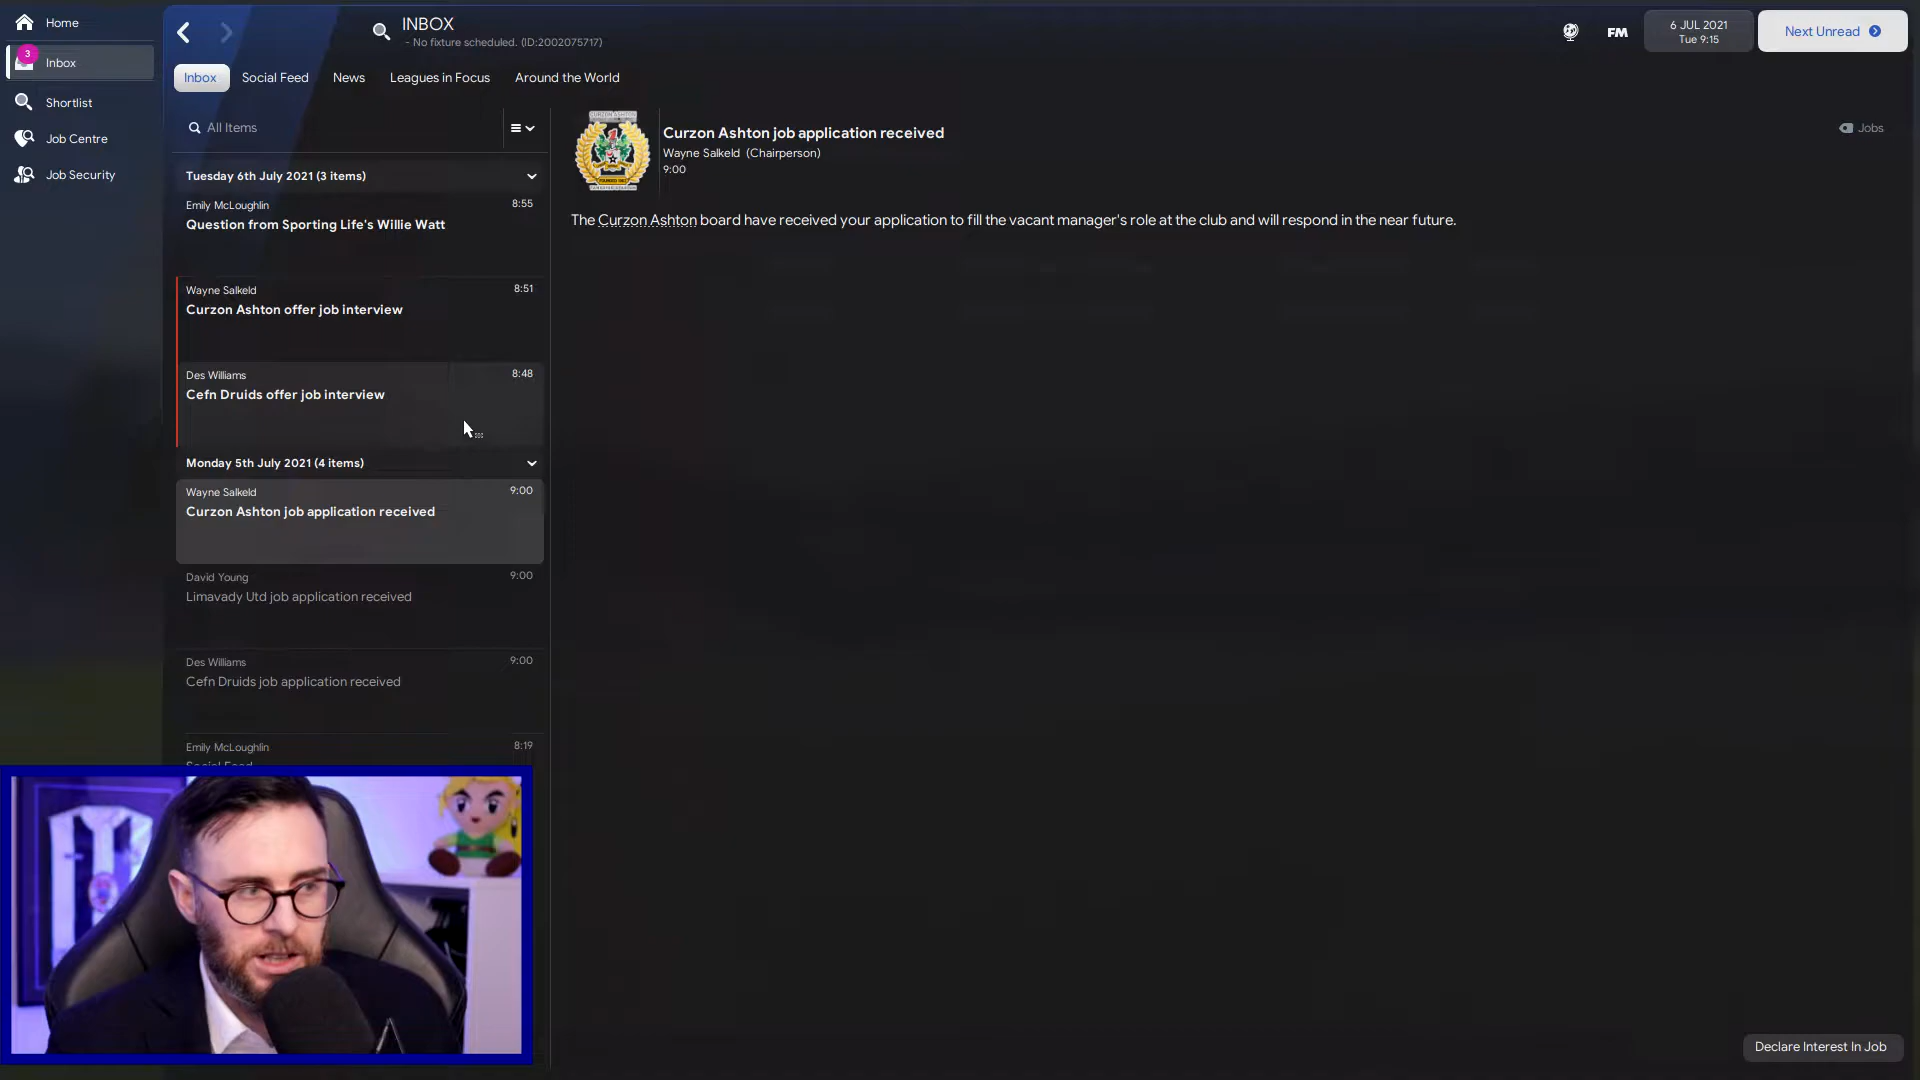 Home
3
Inbox
Shortlist
Job Centre
Job Security
INBOX
- No fixture scheduled. (ID:2002075717)
FM
6 JUL 2021
Tue 9:15
Next Unread
Inbox
Social Feed
News
Leagues in Focus
Around the World
All Items
Tuesday 6th July 2021 (3 items)
Emily McLoughlin
8:55
Question from Sporting Life's Willie Watt
Wayne Salkeld
8:51
Curzon Ashton offer job interview
Des Williams
8:48
Cefn Druids offer job interview
Monday 5th July 2021 (4 items)
Wayne Salkeld
9:00
Curzon Ashton job application received
David Young
9:00
Limavady Utd job application received
Des Williams
9:00
Cefn Druids job application received
Emily McLoughlin
8:19
Social Feed
CURZON ASHTON
Curzon Ashton job application received
Wayne Salkeld (Chairperson)
9:00
Jobs
The Curzon Ashton board have received your application to fill the vacant manager's role at the club and will respond in the near future.
Declare Interest In Job